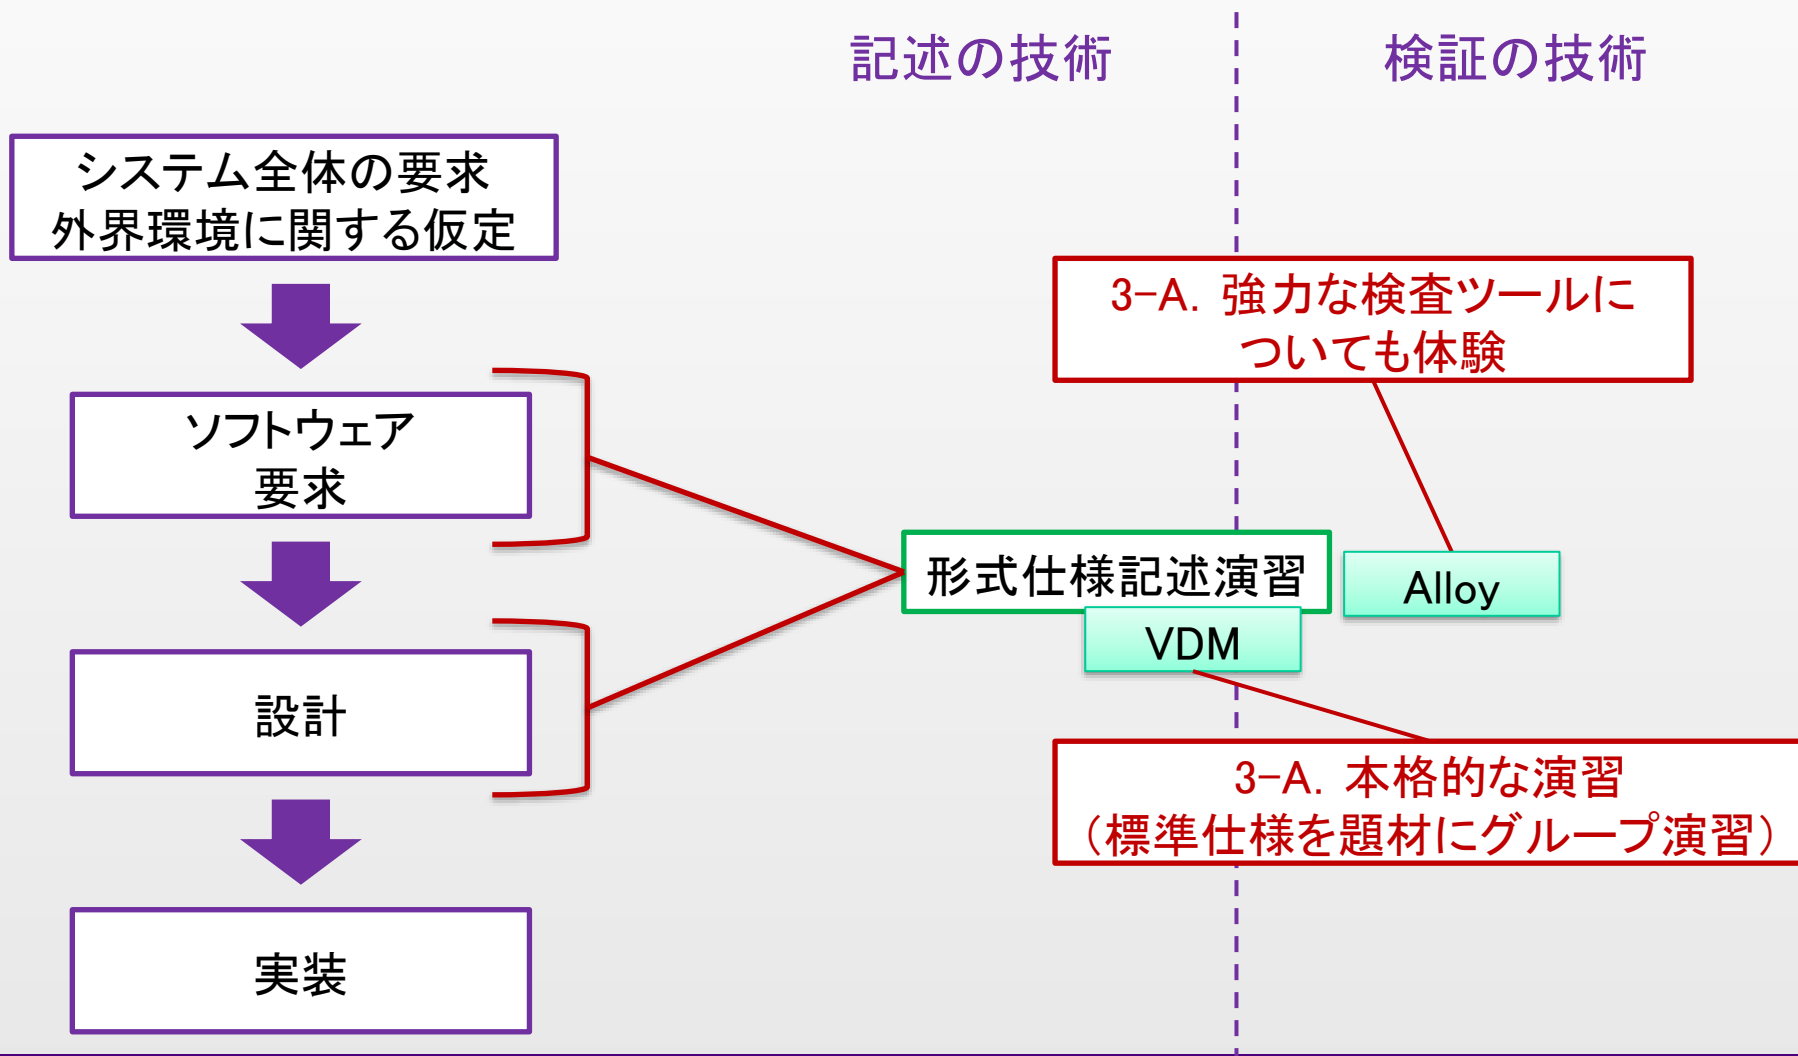 記述の技術
検証の技術
システム全体の要求
外界環境に関する仮定
ソフトウェア
要求
設計
実装
3-A. 強力な検査ツールに
ついても体験
形式仕様記述演習
Alloy
VDM
3-A. 本格的な演習
（標準仕様を題材にグループ演習）